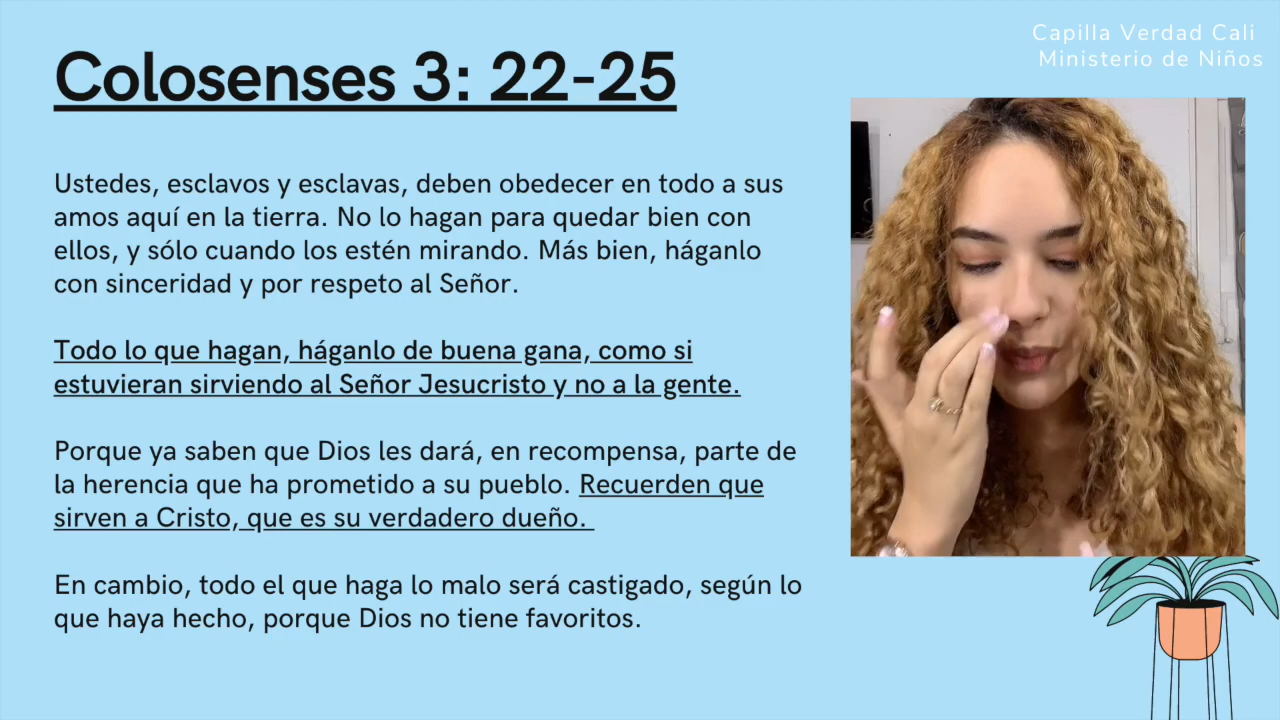 Capilla Verdad Cali
Ministerio de Niños
Colosenses 3: 22-25
Ustedes, esclavos y esclavas, deben obedecer en todo a sus
amos aquí en la tierra. No lo hagan para quedar bien con
ellos, y sólo cuando los estén mirando. Más bien, háganlo
con sinceridad y por respeto al Señor.
Todo lo que hagan, háganlo de buena gana, como si
estuvieran sirviendo al Señor Jesucristo y no a la gente.
Porque ya saben que Dios les dará, en recompensa, parte de
la herencia que ha prometido a su pueblo. Recuerden que
sirven a Cristo, que es su verdadero dueño.
En cambio, todo el que haga lo malo será castigado, según lo
que haya hecho, porque Dios no tiene favoritos.